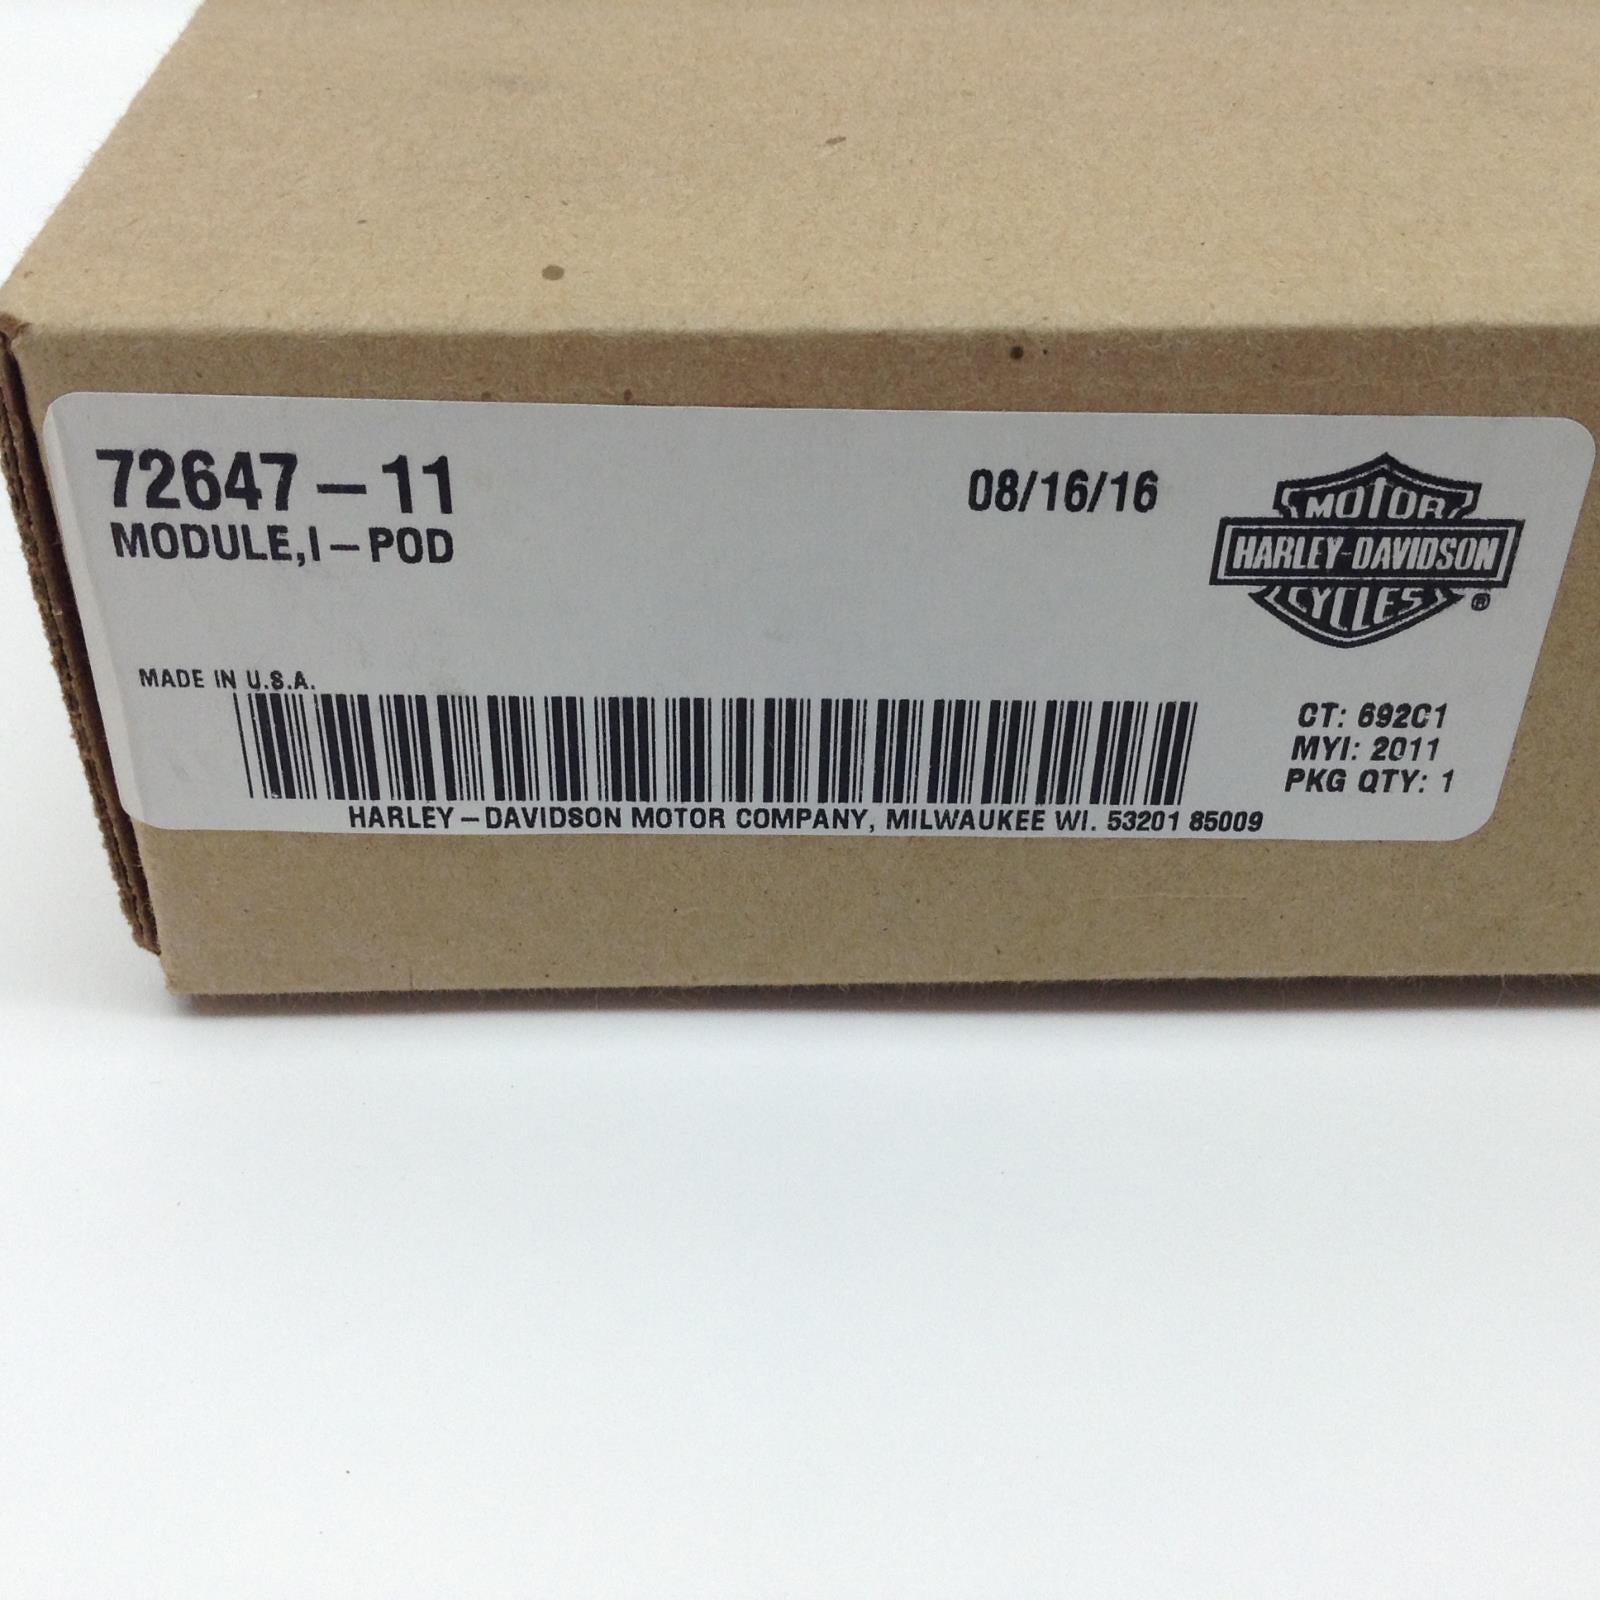 72647-11
MODULE,I-POD
08/16/16
MOTOR
HARLEY-DAVIDSON
CYCLES ®
MADE IN U.S.A.
CT: 692C1
MYI: 2011
PKG QTY: 1
HARLEY-DAVIDSON MOTOR COMPANY, MILWAUKEE WI. 53201 85009